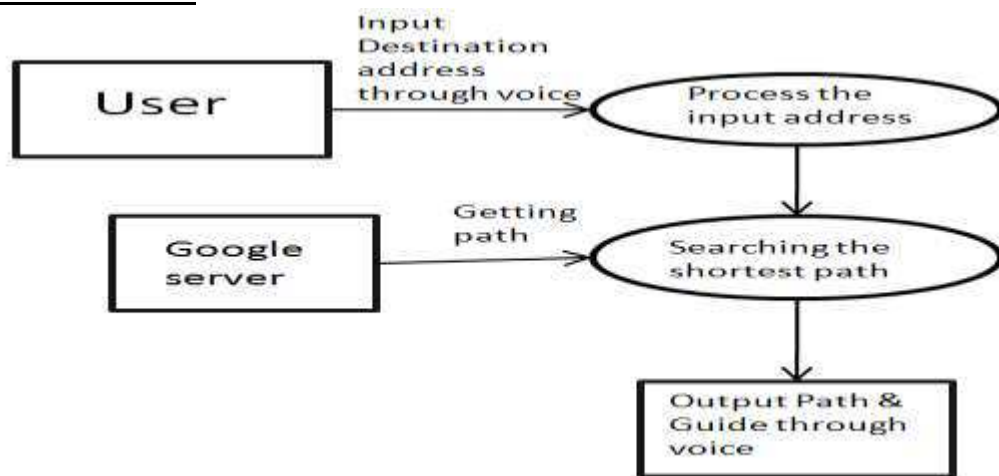 Input
Destination
address
through voice
User
Process the
input address
Getting
path
Google
server
Searching the
shortest path
Output Path &
Guide through
voice